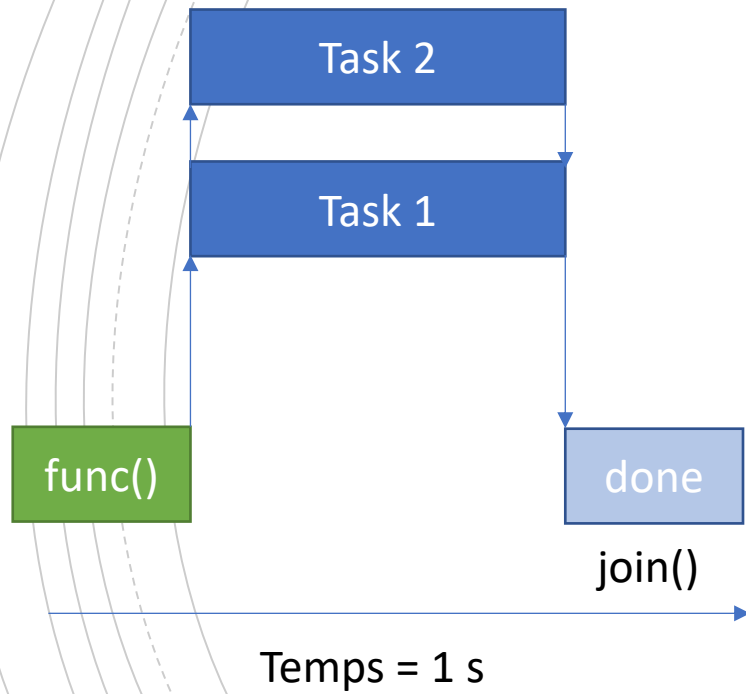 Task 2
Task 1
func()
done
join()
Temps = 1 s